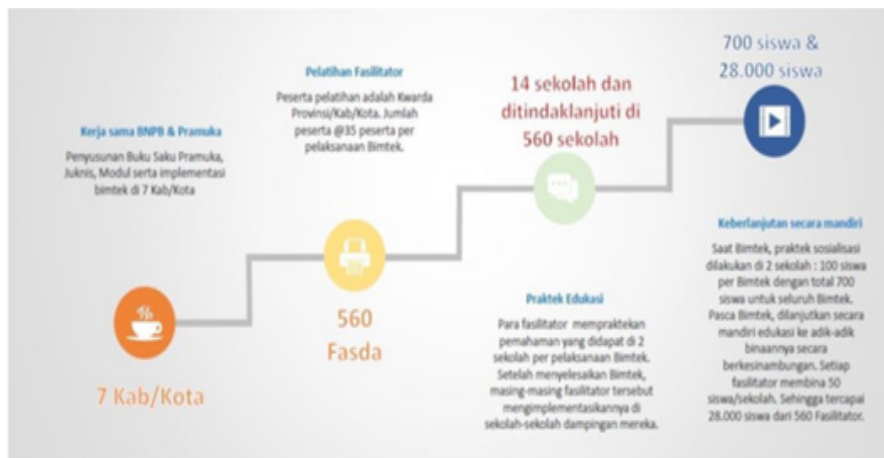 Kerja sama BNPB & Pramuka
Penyusunan Buku Saku Pramuka,
Juknis, Modul serta implementasi
bimtek di 7 Kab/Kota
7 Kab/Kota
Pelatihan Fasilitator
Peserta pelatihan adalah Kwarda
Provinsi/Kab/Kota. Jumlah
peserta @35 peserta per
pelaksanaan Bimtek.
560
Fasda
14 sekolah dan
ditindaklanjuti di
560 sekolah
Praktek Edukasi
Para fasilitator mempraktekan
pemahaman yang didapat di 2
sekolah per pelaksanaan Bimtek.
Setelah menyelesaikan Bimtek,
masing-masing fasilitator tersebut
mengimplementasikannya di
sekolah-sekolah dampingan mereka.
700 siswa &
28.000 siswa
Keberlanjutan secara mandiri
Saat Bimtek, praktek sosialisasi
dilakukan di 2 sekolah : 100 siswa
per Bimtek dengan total 700
siswa untuk seluruh Bimtek.
Pasca Bimtek, dilanjutkan secara
mandiri edukasi ke adik-adik
binaannya secara
berkesinambungan. Setiap
fasilitator membina 50
siswa/sekolah. Sehingga tercapai
28.000 siswa dari 560 Fasilitator.